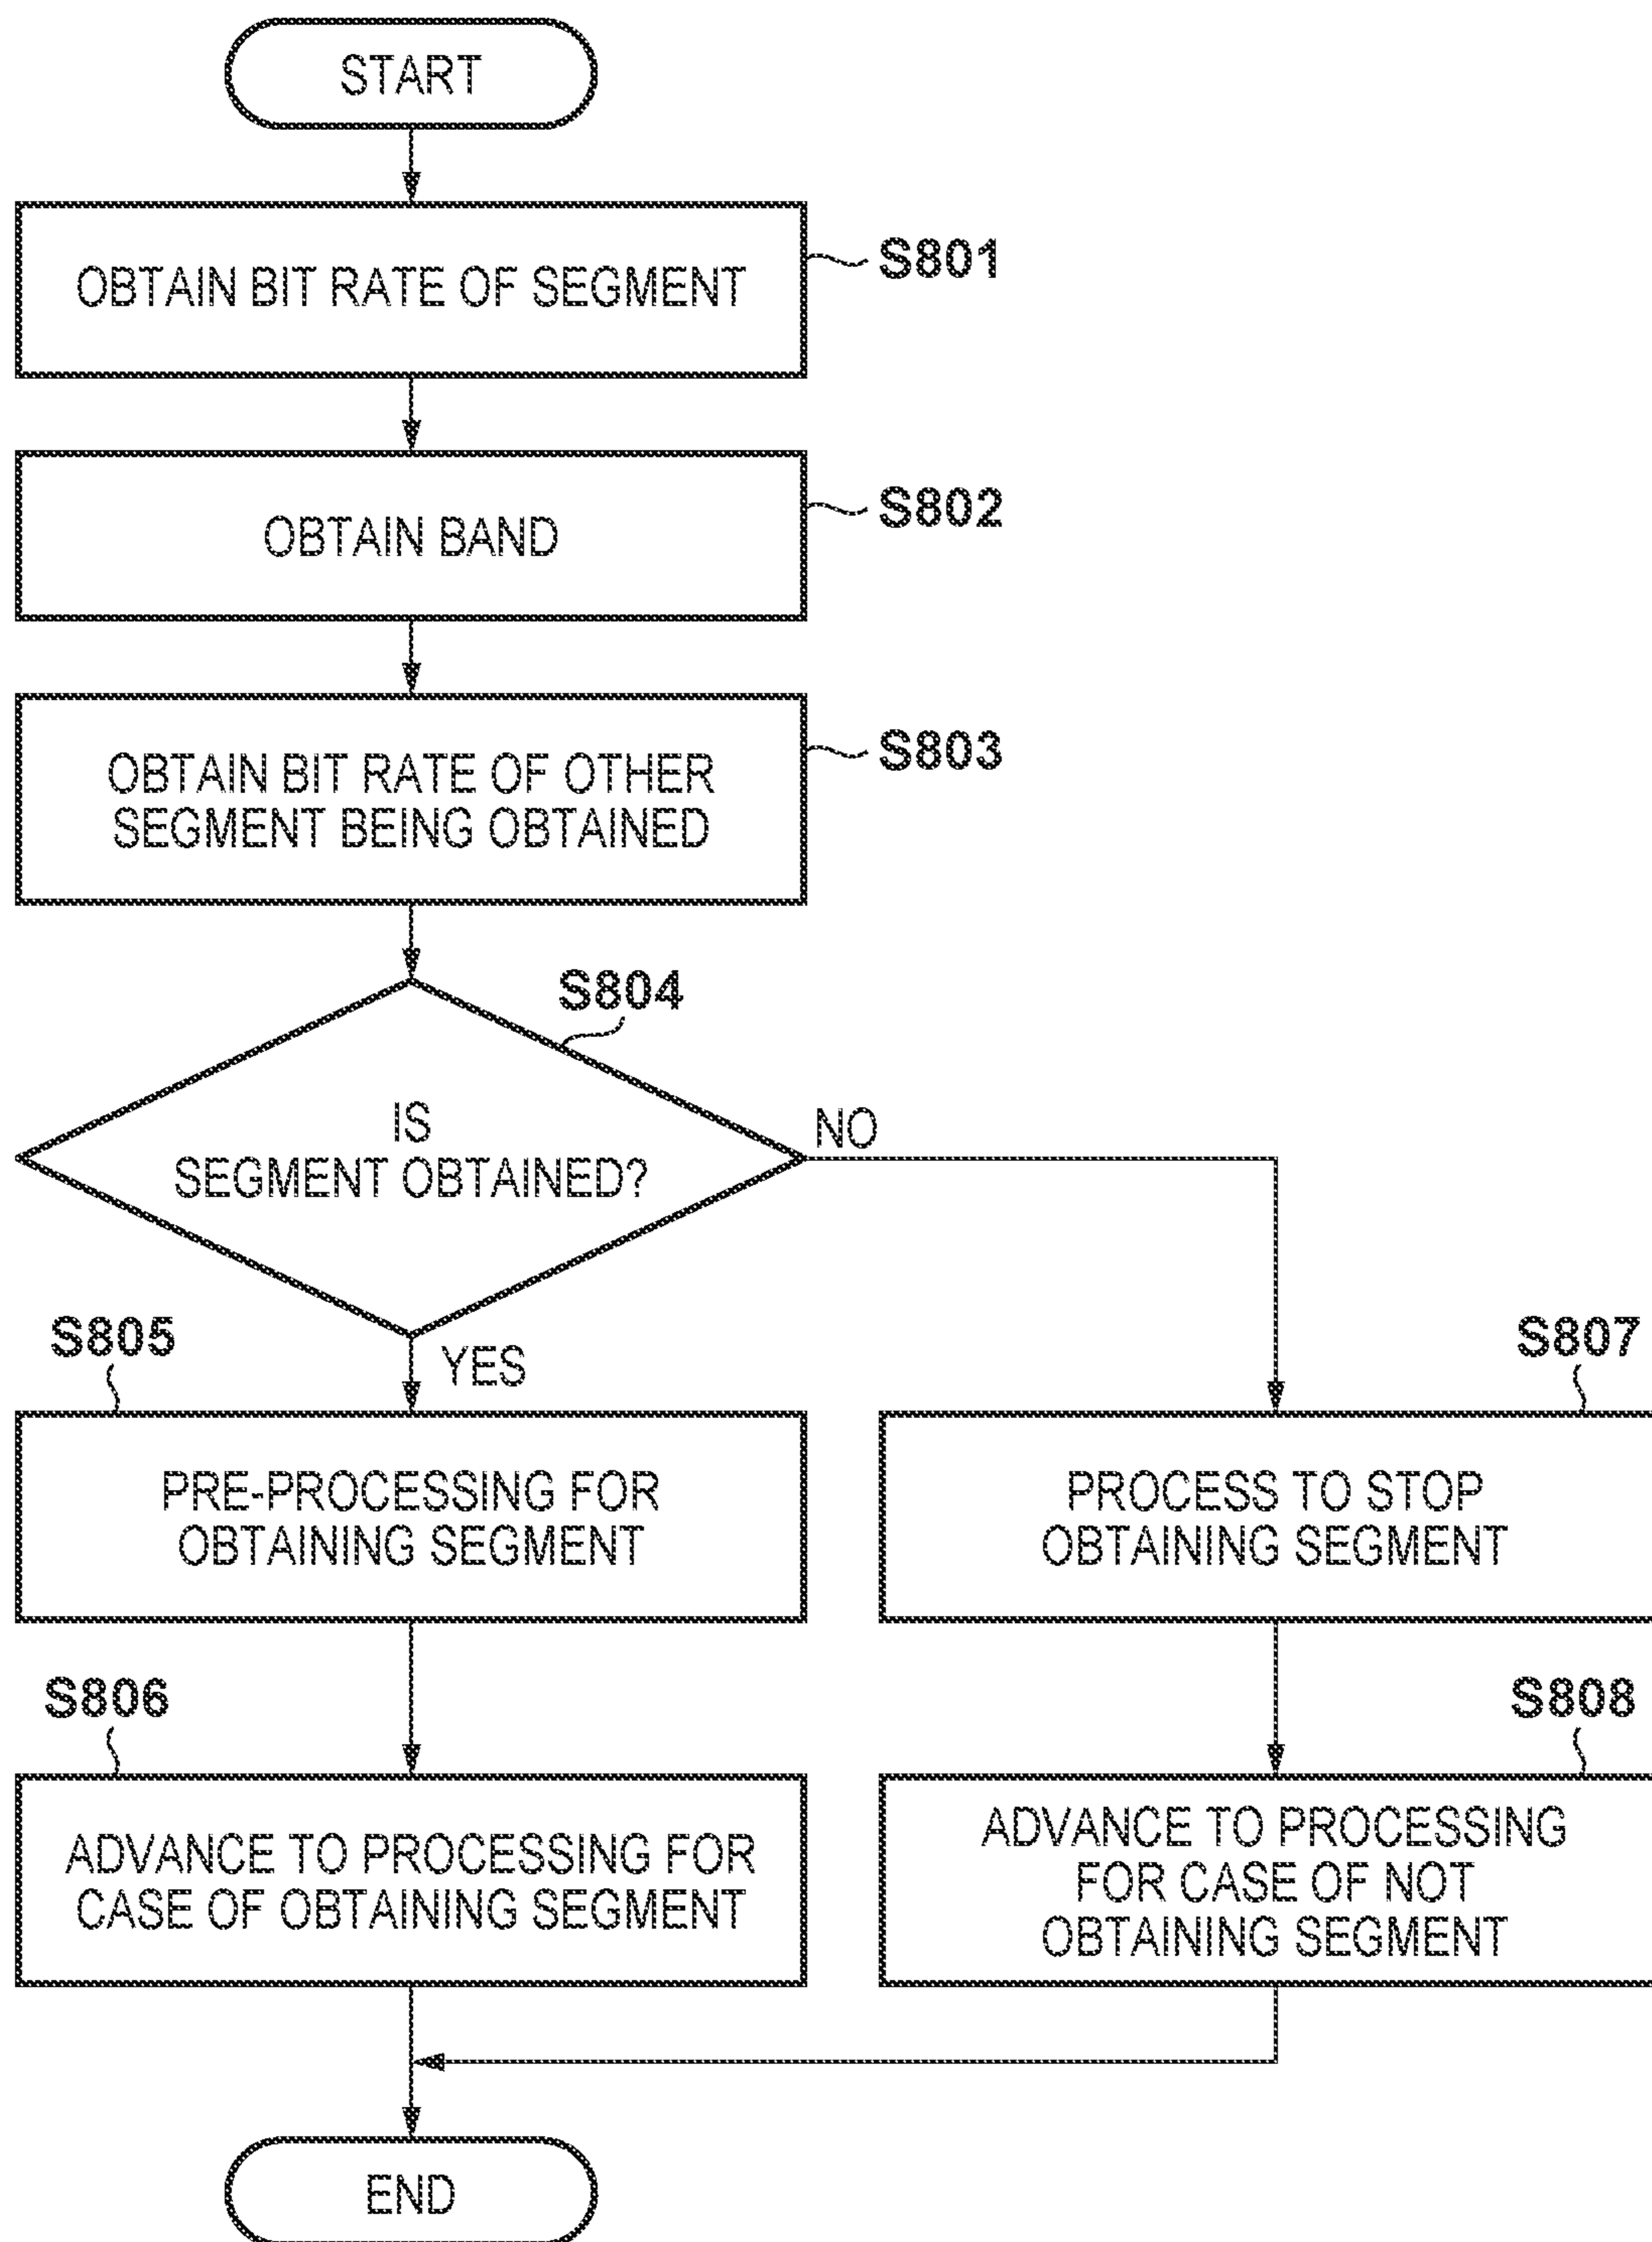 START
OBTAIN BIT RATE OF SEGMENT
S801
OBTAIN BAND
S802
OBTAIN BIT RATE OF OTHER
SEGMENT BEING OBTAINED
S803
S804
IS
SEGMENT OBTAINED?
NO
YES
S805
PRE-PROCESSING FOR
OBTAINING SEGMENT
S807
PROCESS TO STOP
OBTAINING SEGMENT
S806
ADVANCE TO PROCESSING FOR
CASE OF OBTAINING SEGMENT
S808
ADVANCE TO PROCESSING
FOR CASE OF NOT
OBTAINING SEGMENT
END